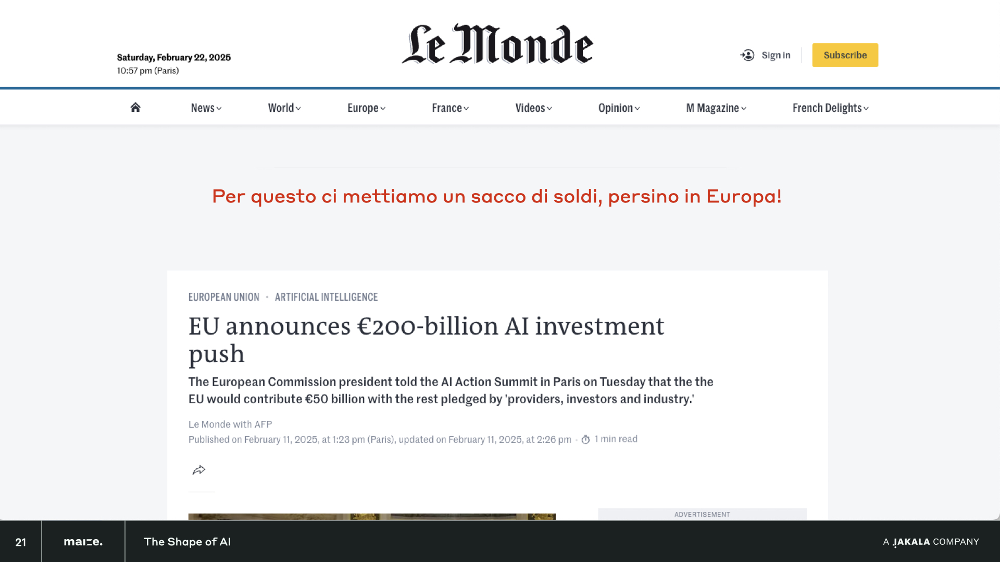 Le Monde
Saturday, February 22, 2025
10:57 pm (Paris)
Sign in
Subscribe
News
World
Europe
France
Videos
Opinion
M Magazine
French Delights
Per questo ci mettiamo un sacco di soldi, persino in Europa!
EUROPEAN UNION • ARTIFICIAL INTELLIGENCE
EU announces €200-billion AI investment
push
The European Commission president told the AI Action Summit in Paris on Tuesday that the the
EU would contribute €50 billion with the rest pledged by 'providers, investors and industry.'
Le Monde with AFP
Published on February 11, 2025, at 1:23 pm (Paris), updated on February 11, 2025, at 2:26 pm · 1 min read
ADVERTISEMENT
21
maize.
The Shape of AI
A JAKALA COMPANY